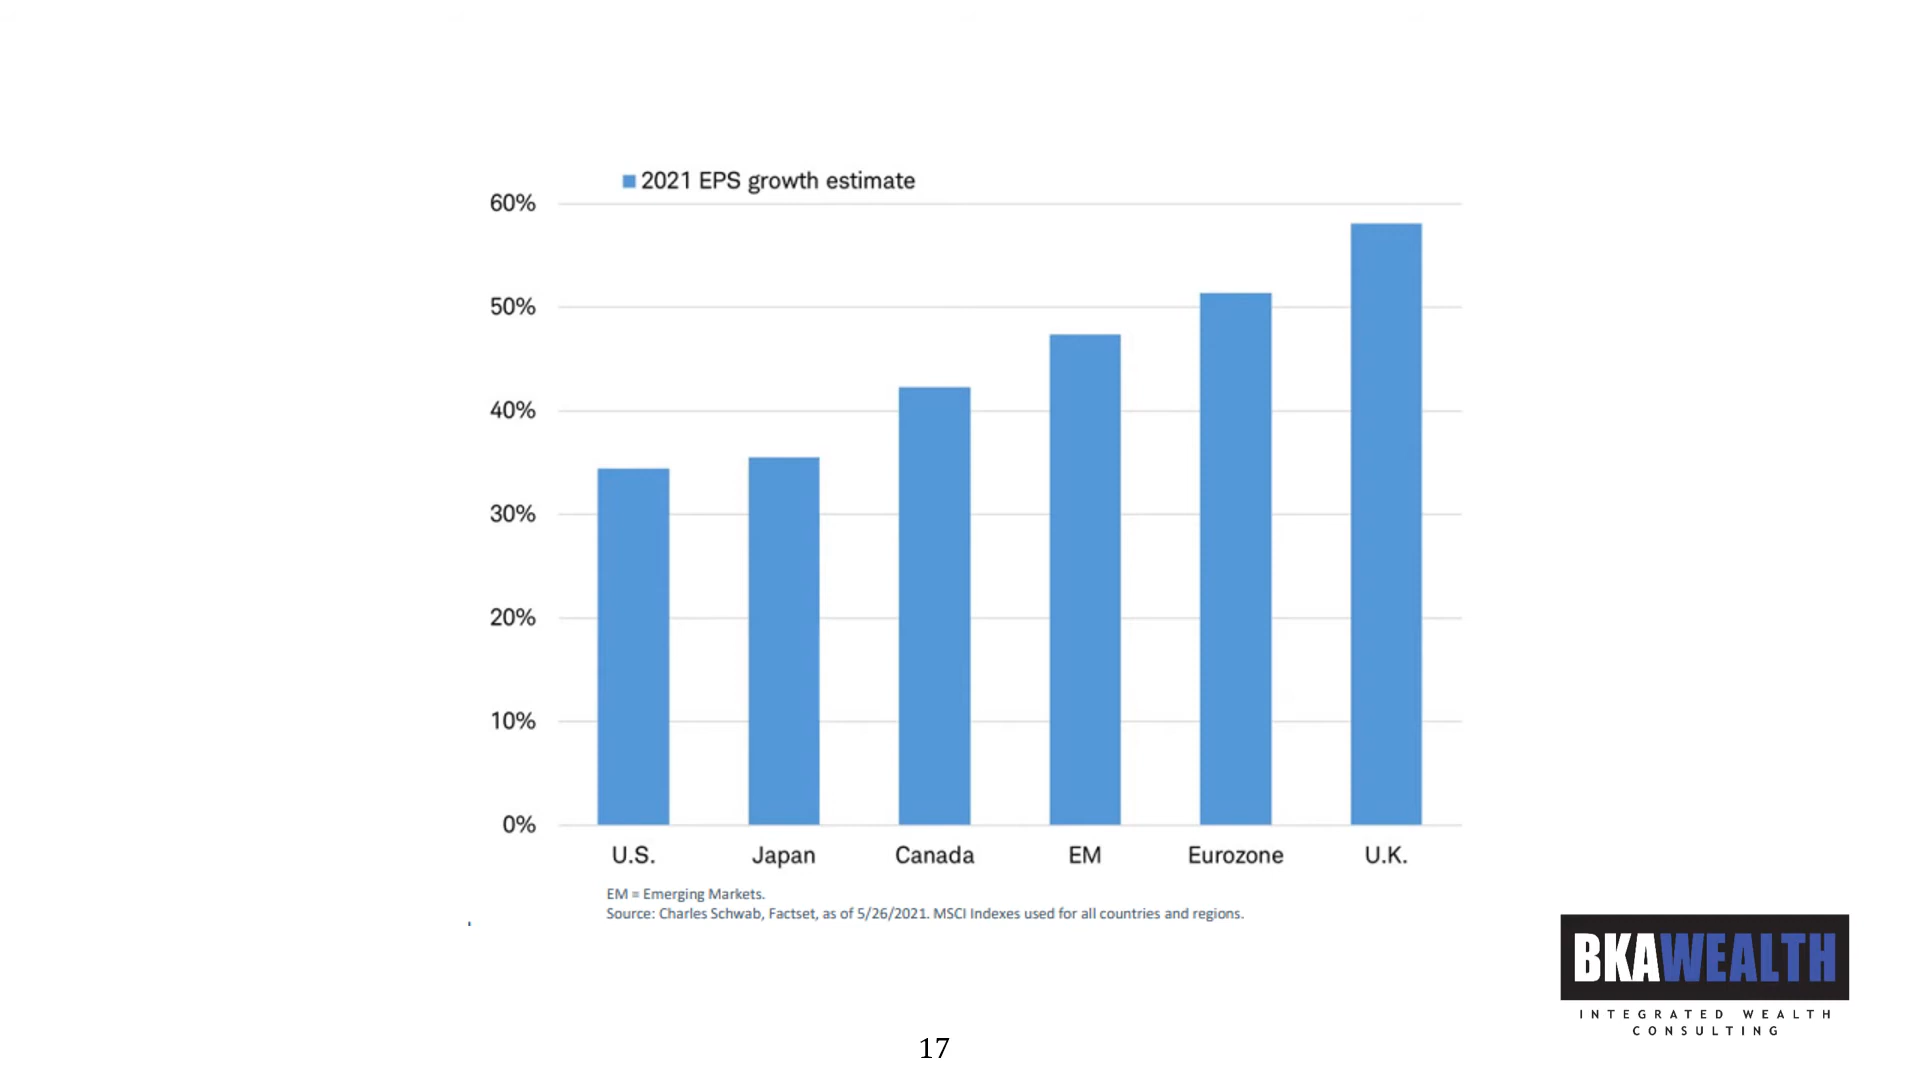 2021 EPS growth estimate
60%
50%
40%
30%
20%
10%
0%
U.S. Japan Canada EM Eurozone U.K.
EM = Emerging Markets.
Source: Charles Schwab, Factset, as of 5/26/2021. MSCI Indexes used for all countries and regions.
BKAWEALTH
INTEGRATED WEALTH
CONSULTING
17